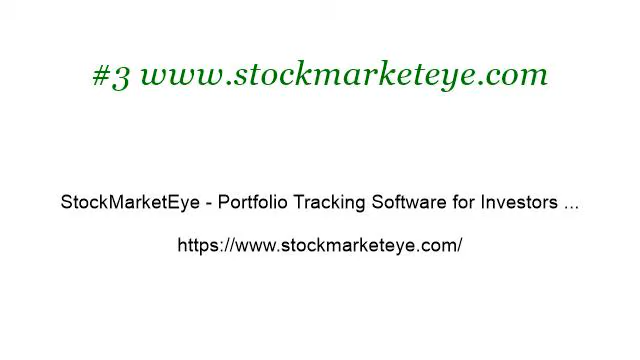 #3 www.stockmarketeye.com
StockMarketEye - Portfolio Tracking Software for Investors ...
https://www.stockmarketeye.com/